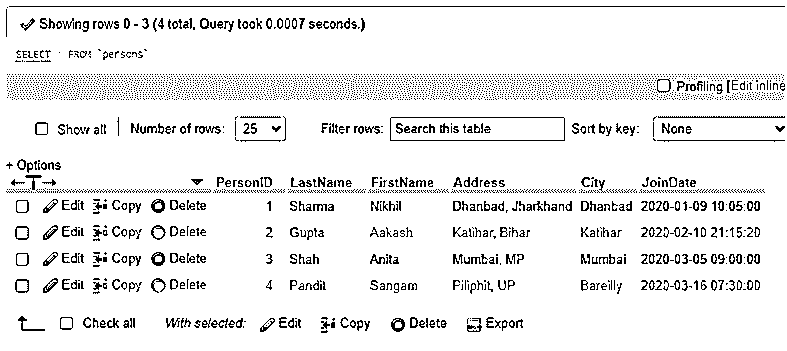 Showing rows 0 - 3 (4 total, Query took 0.0007 seconds.)
SELECT * FROM `persons`
Profiling [Edit inline
Show all Number of rows: 25 Filter rows: Search this table Sort by key: None
+ Options
PersonID LastName FirstName Address City JoinDate
Edit Copy Delete 1 Sharma Nikhil Dhanbad, Jharkhand Dhanbad 2020-01-09 10:05:00
Edit Copy Delete 2 Gupta Aakash Katihar, Bihar Katihar 2020-02-10 21:15:20
Edit Copy Delete 3 Shah Anita Mumbai, MP Mumbai 2020-03-05 09:00:00
Edit Copy Delete 4 Pandit Sangam Piliphit, UP Bareilly 2020-03-16 07:30:00
Check all With selected: Edit Copy Delete Export